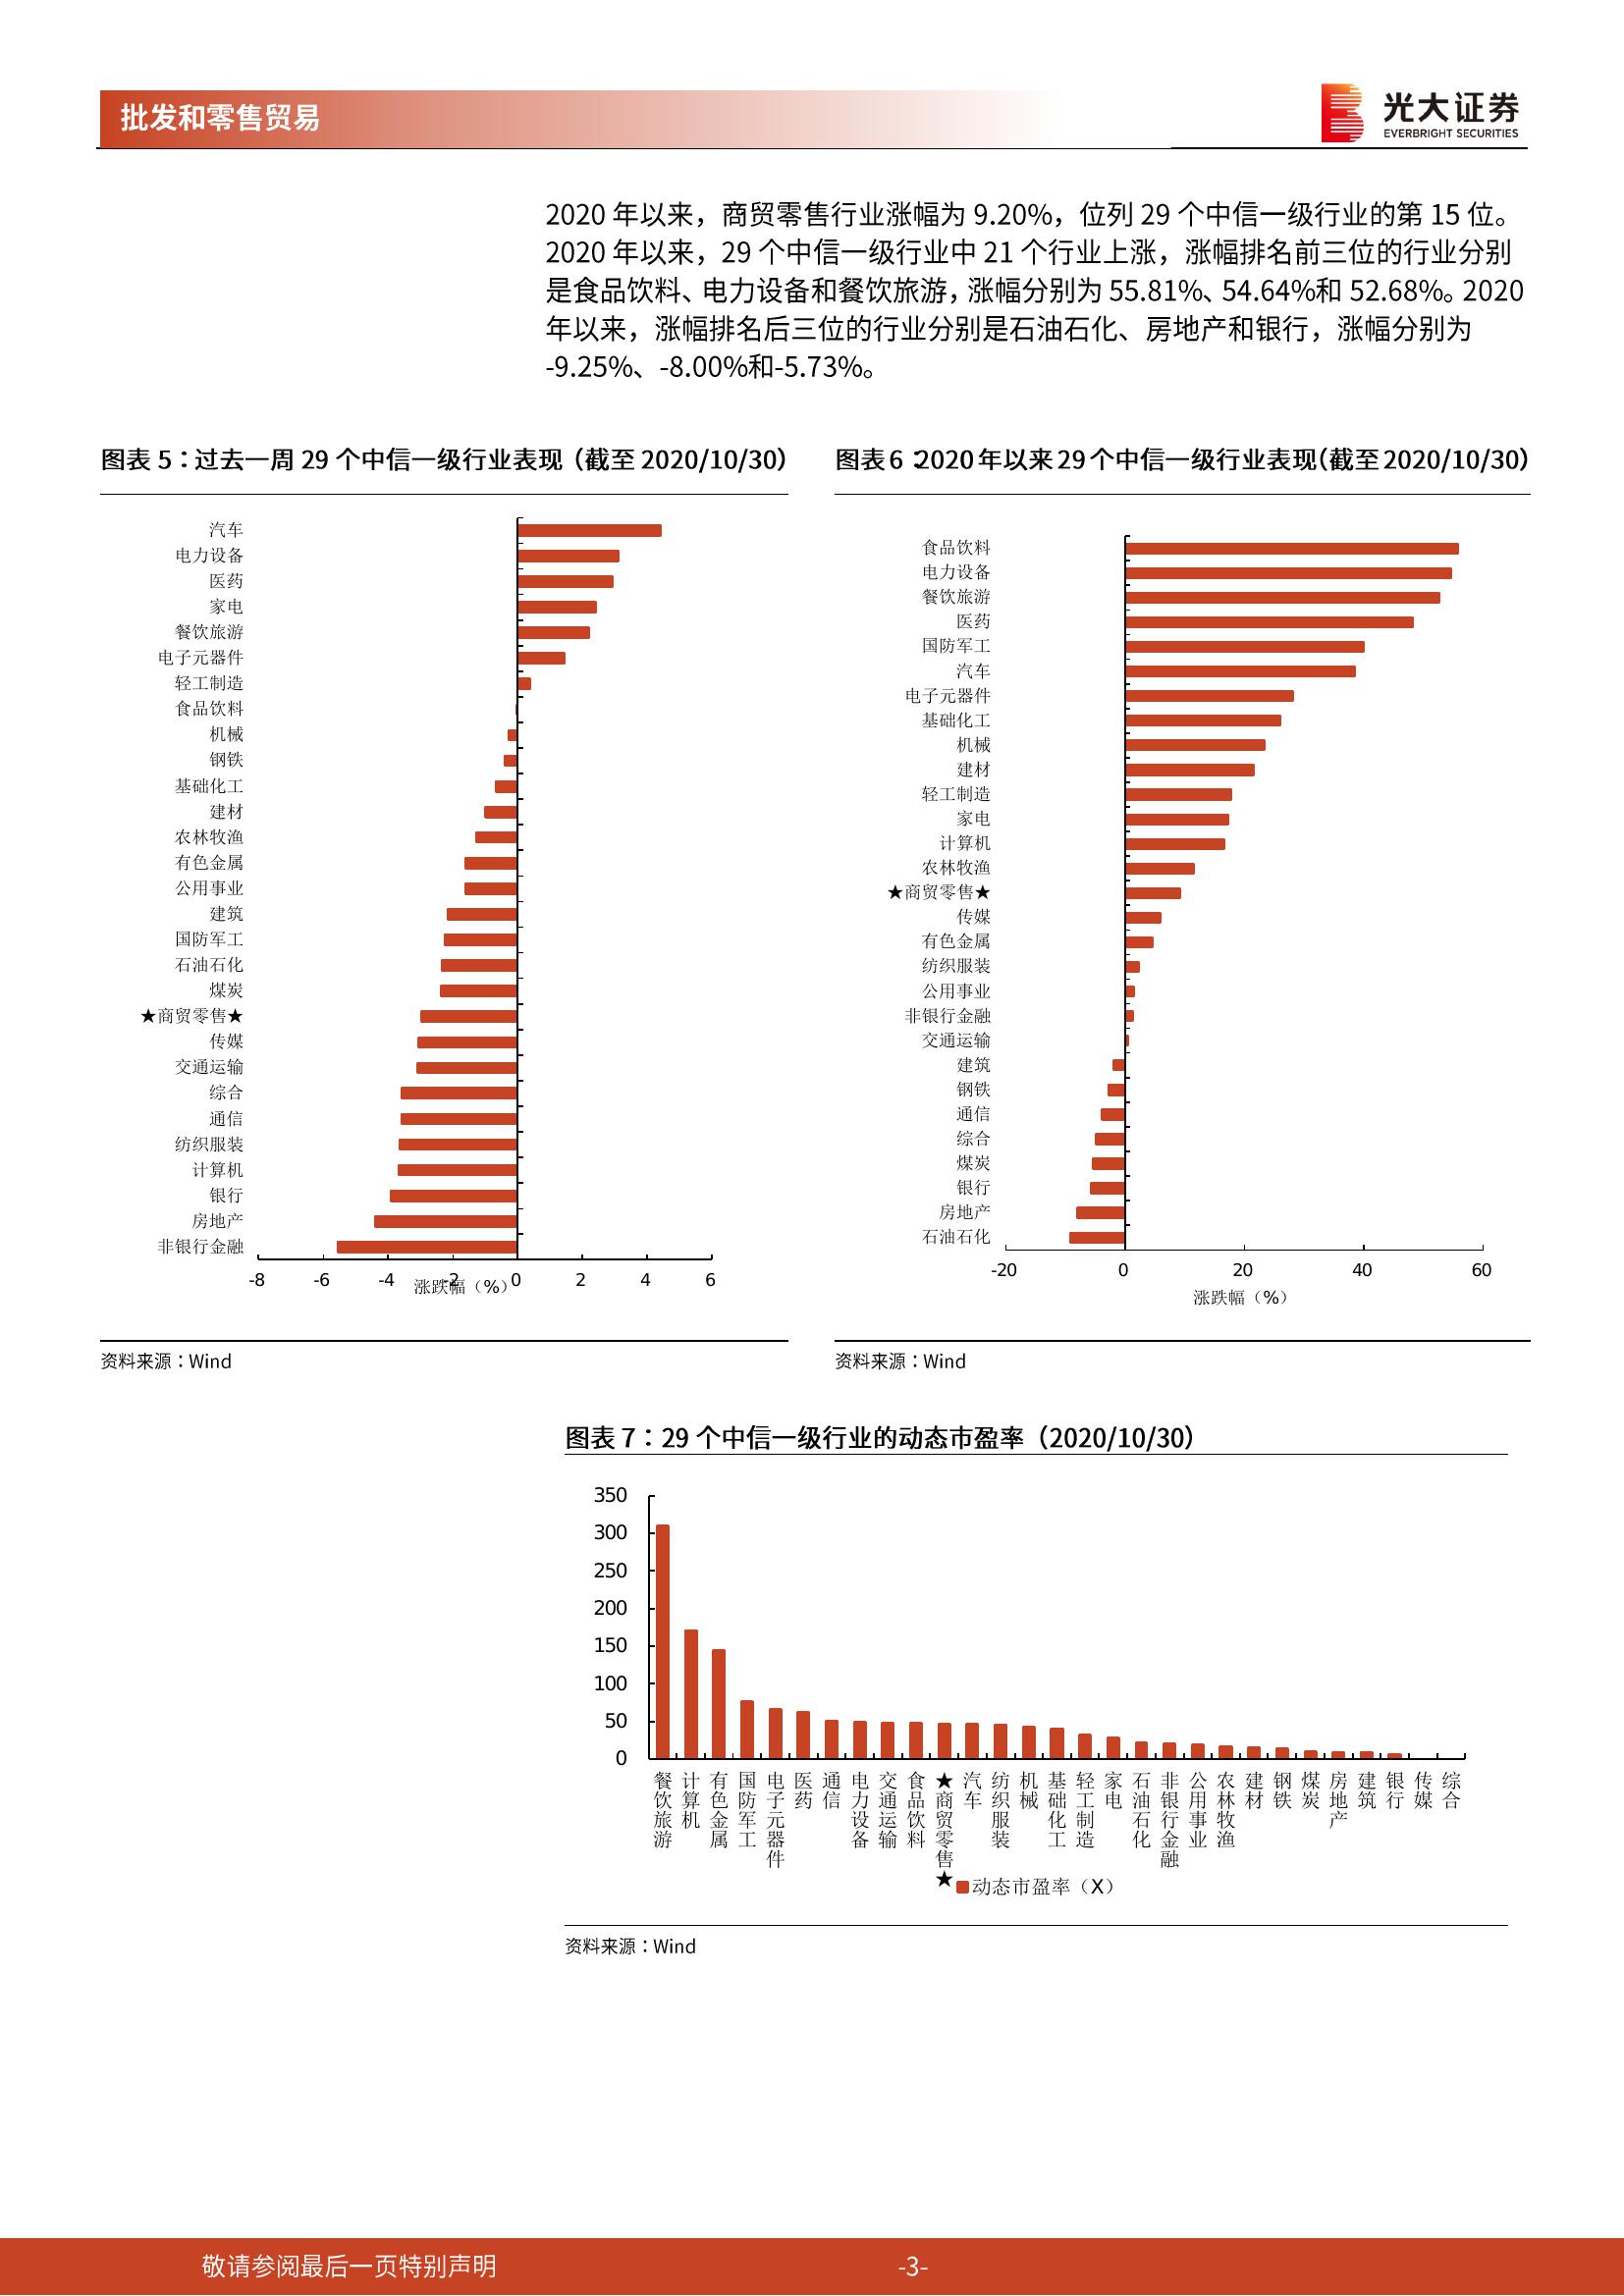 批发和零售贸易
光大证券
EVERBRIGHT SECURITIES
2020 年以来，商贸零售行业涨幅为 9.20%，位列 29 个中信一级行业的第 15 位。
2020 年以来，29 个中信一级行业中 21 个行业上涨，涨幅排名前三位的行业分别
是食品饮料、电力设备和餐饮旅游，涨幅分别为 55.81%、54.64%和 52.68%。2020
年以来，涨幅排名后三位的行业分别是石油石化、房地产和银行，涨幅分别为
-9.25%、-8.00%和-5.73%。
图表 5：过去一周 29 个中信一级行业表现（截至 2020/10/30）
汽车
电力设备
医药
家电
餐饮旅游
电子元器件
轻工制造
食品饮料
机械
钢铁
基础化工
建材
农林牧渔
有色金属
公用事业
建筑
国防军工
石油石化
煤炭
★商贸零售★
传媒
交通运输
综合
通信
纺织服装
计算机
银行
房地产
非银行金融
-8 -6 -4 -2 0 2 4 6
涨跌幅（%）
资料来源：Wind
图表 6：2020 年以来 29 个中信一级行业表现（截至 2020/10/30）
食品饮料
电力设备
餐饮旅游
医药
国防军工
汽车
电子元器件
基础化工
机械
建材
轻工制造
家电
计算机
农林牧渔
★商贸零售★
传媒
有色金属
纺织服装
公用事业
非银行金融
交通运输
建筑
钢铁
通信
综合
煤炭
银行
房地产
石油石化
-20 0 20 40 60
涨跌幅（%）
资料来源：Wind
图表 7：29 个中信一级行业的动态市盈率（2020/10/30）
350
300
250
200
150
100
50
0
餐饮旅游
计算机
有色金属
国防军工
电子元器件
医药
通信
电力设备
交通运输
食品饮料
★商贸零售★
汽车
纺织服装
机械
基础化工
轻工制造
家电
石油石化
非银行金融
公用事业
农林牧渔
建材
钢铁
煤炭
房地产
建筑
银行
传媒
综合
动态市盈率（X）
资料来源：Wind
敬请参阅最后一页特别声明
-3-